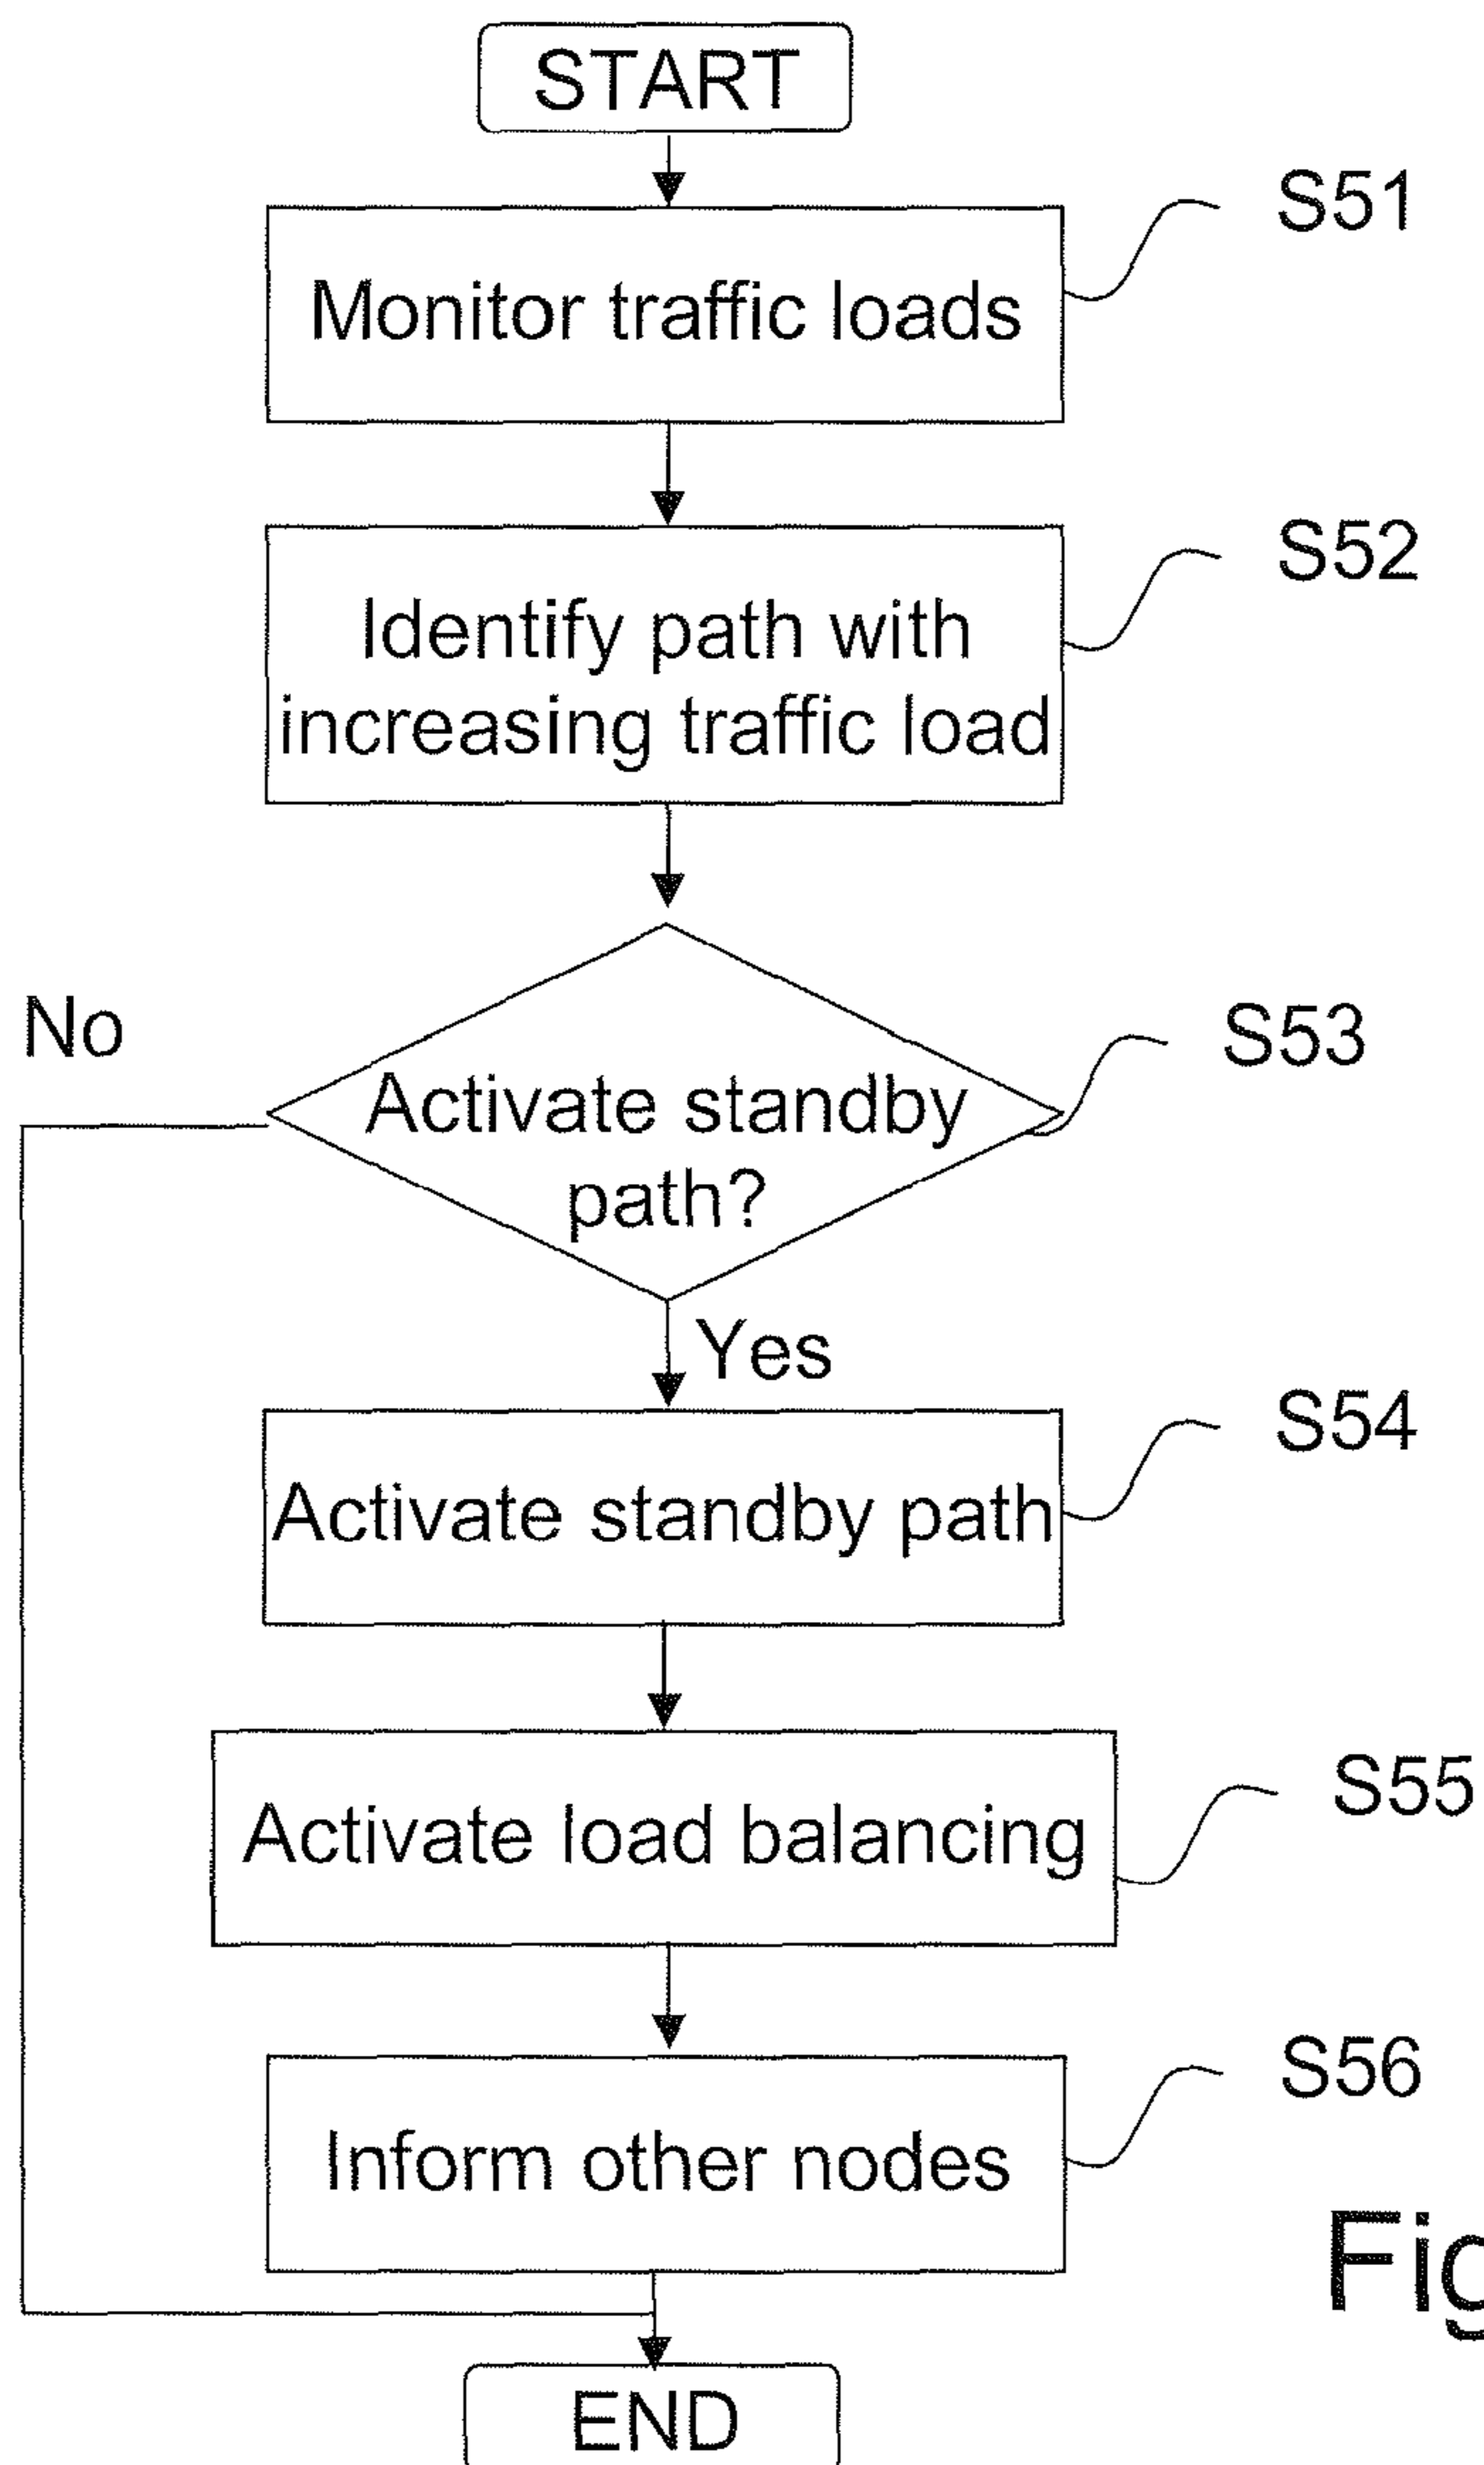 START
S51
Monitor traffic loads
S52
Identify path with
increasing traffic load
No
S53
Activate standby
path?
Yes
S54
Activate standby path
S55
Activate load balancing
S56
Inform other nodes
END